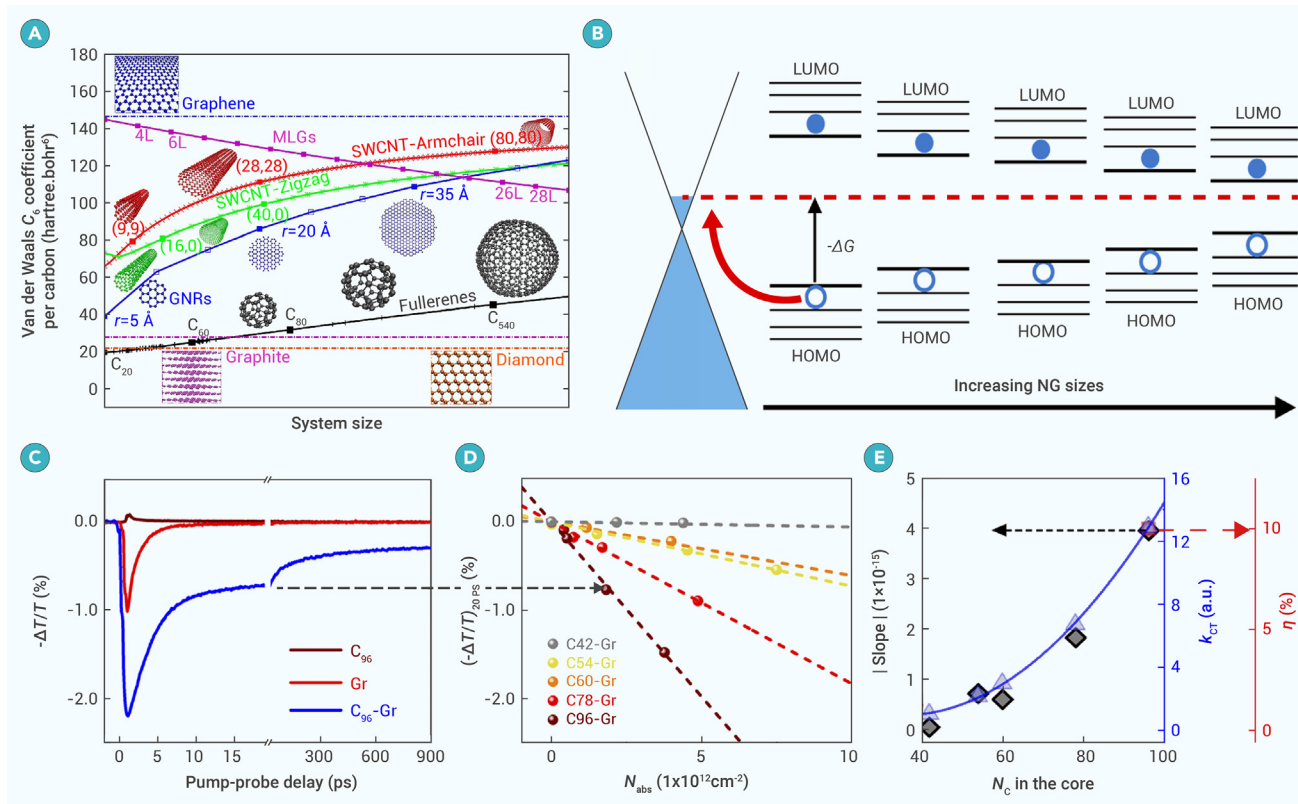 A
Van der Waals C₆ coefficient
per carbon (hartree.bohr⁶)
180
160
140
120
100
80
60
40
20
0
Graphene
4L
6L
MLGs
SWCNT-Armchair (80,80)
(28,28)
SWCNT-Zigzag
(9,9)
(16,0)
(40,0)
r=35 Å
26L
28L
r=20 Å
GNRs
r=5 Å
Fullerenes
C₂₀
C₆₀
C₈₀
C₅₄₀
Graphite
Diamond
System size
B
LUMO
LUMO
LUMO
LUMO
LUMO
-ΔG
HOMO
HOMO
HOMO
HOMO
HOMO
Increasing NG sizes
C
-ΔT/T (%)
0.0
-1.0
-2.0
C₉₆
Gr
C₉₆-Gr
0
5
10
15
300
600
900
Pump-probe delay (ps)
D
(-ΔT/T)₂₀ PS (%)
0.0
-1.0
-2.0
C42-Gr
C54-Gr
C60-Gr
C78-Gr
C96-Gr
0
5
10
Nabs (1x10¹²cm⁻²)
E
| Slope | (1×10⁻¹⁵)
5
4
3
2
1
0
40
60
80
100
N_C in the core
16
12
8
4
0
k_CT (a.u.)
10
5
0
η (%)